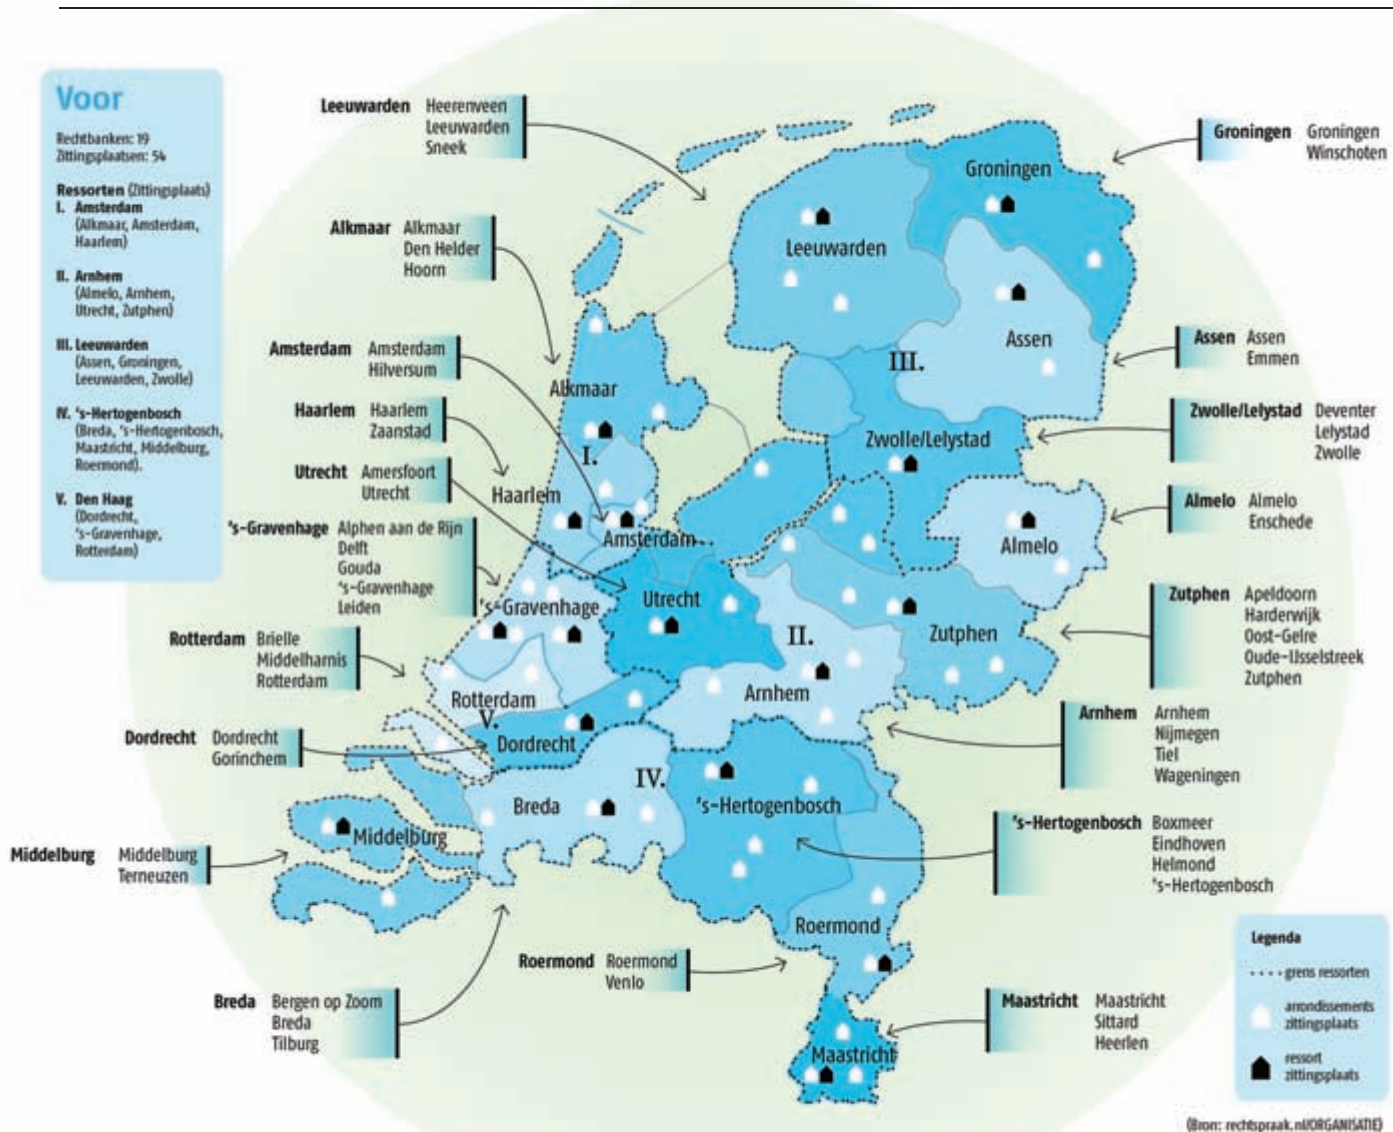 Voor
Rechtbanken: 19
Zittingsplaatsen: 54
Ressorten (Zittingsplaats)
I. Amsterdam
(Alkmaar, Amsterdam,
Haarlem)
II. Arnhem
(Almelo, Arnhem,
Utrecht, Zutphen)
III. Leeuwarden
(Assen, Groningen,
Leeuwarden, Zwolle)
IV. 's-Hertogenbosch
(Breda, 's-Hertogenbosch,
Maastricht, Middelburg,
Roermond).
V. Den Haag
(Dordrecht,
's-Gravenhage,
Rotterdam)
Leeuwarden Heerenveen
Leeuwarden
Sneek
Alkmaar Alkmaar
Den Helder
Hoorn
Amsterdam Amsterdam
Hilversum
Haarlem Haarlem
Zaanstad
Utrecht Amersfoort
Utrecht
's-Gravenhage Alphen aan de Rijn
Delft
Gouda
's-Gravenhage
Leiden
Rotterdam Brielle
Middelharnis
Rotterdam
Dordrecht Dordrecht
Gorinchem
Middelburg Middelburg
Terneuzen
Breda Bergen op Zoom
Breda
Tilburg
Roermond Roermond
Venlo
Groningen
Leeuwarden
Assen
III.
Alkmaar
Zwolle/Lelystad
I.
Haarlem
Amsterdam
Almelo
's-Gravenhage
Utrecht
II.
Zutphen
Rotterdam
Arnhem
V.
Dordrecht
IV.
Breda
's-Hertogenbosch
Middelburg
Roermond
Maastricht
Groningen Groningen
Winschoten
Assen Assen
Emmen
Zwolle/Lelystad Deventer
Lelystad
Zwolle
Almelo Almelo
Enschede
Zutphen Apeldoorn
Harderwijk
Oost-Gelre
Oude-IJsselstreek
Zutphen
Arnhem Arnhem
Nijmegen
Tiel
Wageningen
's-Hertogenbosch Boxmeer
Eindhoven
Helmond
's-Hertogenbosch
Maastricht Maastricht
Sittard
Heerlen
Legenda
grens ressorten
arrondissements
zittingsplaats
ressort
zittingsplaats
(Bron: rechtspraak.nl/ORGANISATIE)